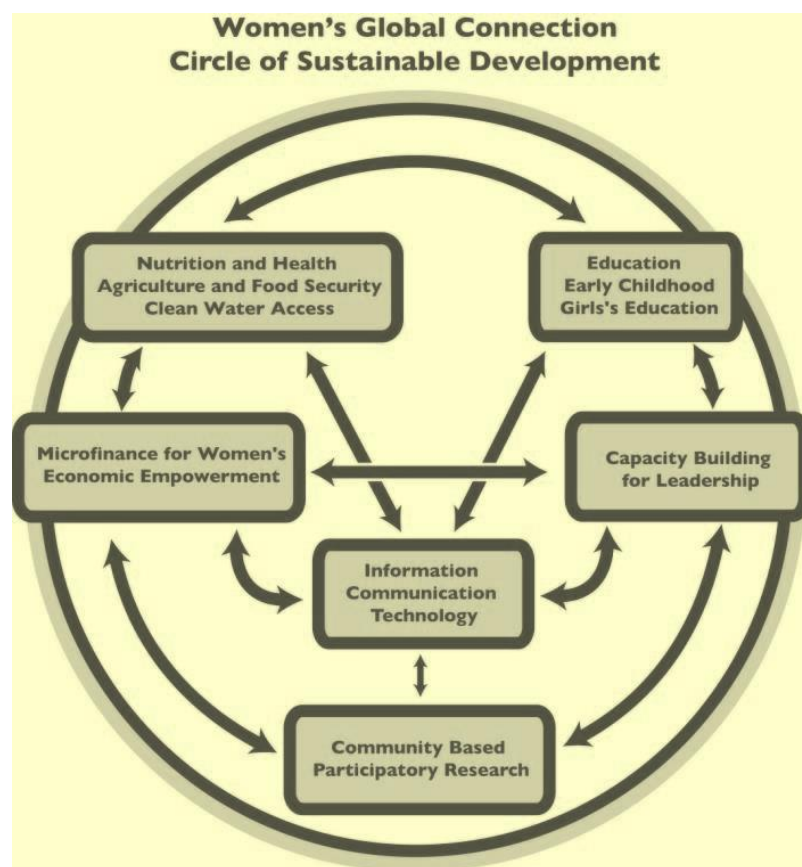 Women's Global Connection
Circle of Sustainable Development
Nutrition and Health
Agriculture and Food Security
Clean Water Access
Education
Early Childhood
Girls's Education
Microfinance for Women's
Economic Empowerment
Capacity Building
for Leadership
Information
Communication
Technology
Community Based
Participatory Research